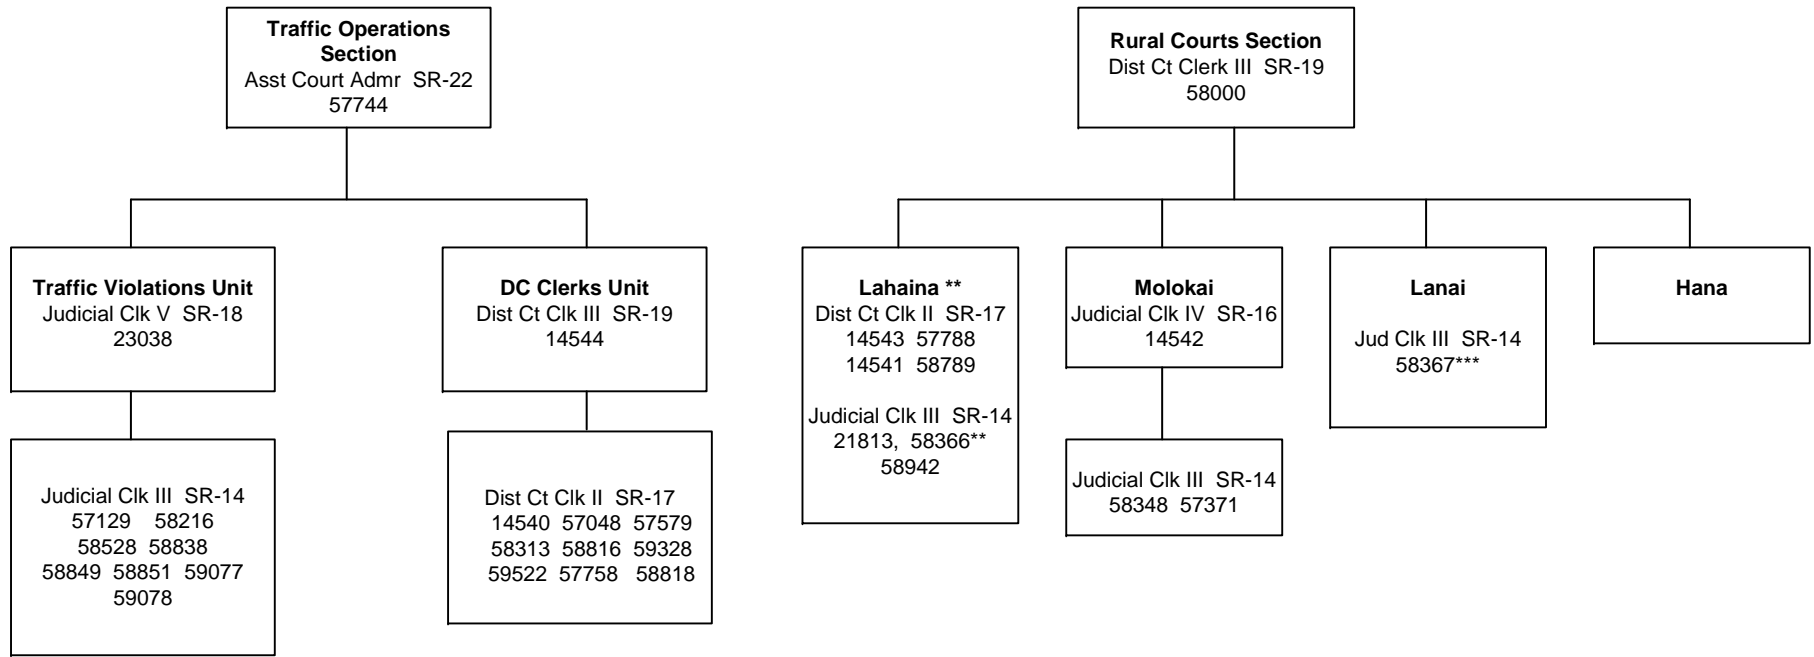 Traffic Operations
Section
Asst Court Admr SR-22
57744
Rural Courts Section
Dist Ct Clerk III SR-19
58000
Traffic Violations Unit
Judicial Clk V SR-18
23038
DC Clerks Unit
Dist Ct Clk III SR-19
14544
Lahaina **
Dist Ct Clk II SR-17
14543 57788
14541 58789
Judicial Clk III SR-14
21813, 58366**
58942
Molokai
Judicial Clk IV SR-16
14542
Lanai
Jud Clk III SR-14
58367***
Hana
Judicial Clk III SR-14
57129 58216
58528 58838
58849 58851 59077
59078
Dist Ct Clk II SR-17
14540 57048 57579
58313 58816 59328
59522 57758 58818
Judicial Clk III SR-14
58348 57371